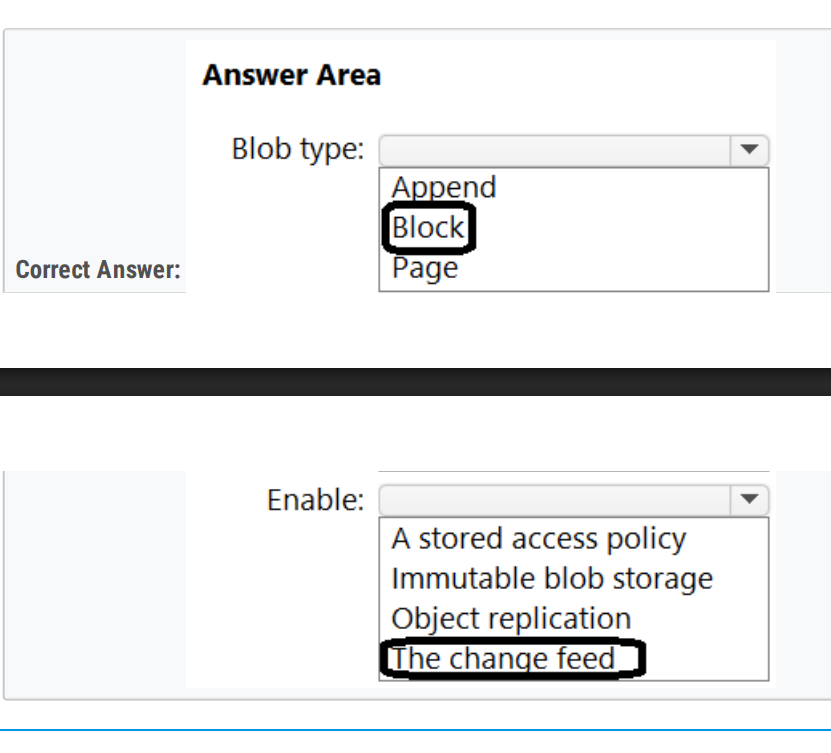 Answer Area
Blob type:
Append
Block
Correct Answer:
Page
Enable:
A stored access policy
Immutable blob storage
Object replication
The change feed